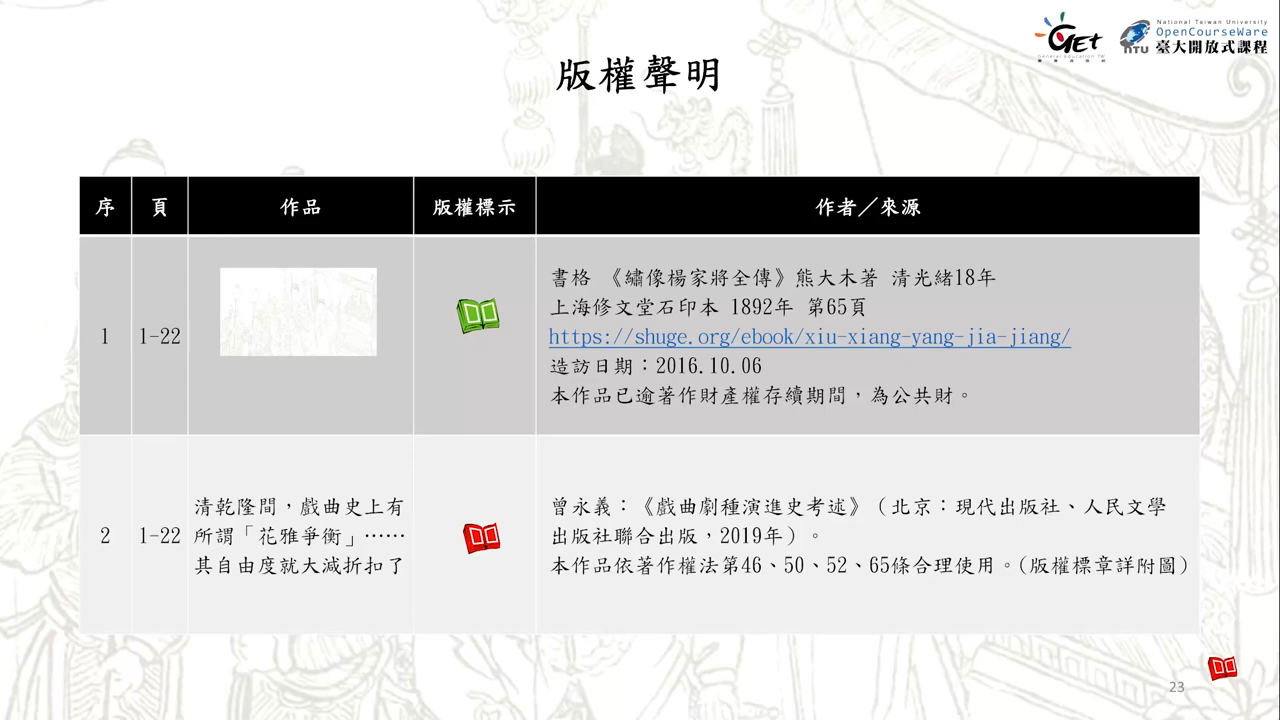 GET
General Education TW
National Taiwan University
OpenCourseWare
NTU
臺大開放式課程
版權聲明
序 頁 作品 版權標示 作者／來源
1 1-22
書格 《繡像楊家將全傳》熊大木著 清光緒18年
上海修文堂石印本 1892年 第65頁
https://shuge.org/ebook/xiu-xiang-yang-jia-jiang/
造訪日期：2016.10.06
本作品已逾著作財產權存續期間，為公共財。
2 1-22
清乾隆間，戲曲史上有
所謂「花雅爭衡」……
其自由度就大減折扣了
曾永義：《戲曲劇種演進史考述》（北京：現代出版社、人民文學
出版社聯合出版，2019年）。
本作品依著作權法第46、50、52、65條合理使用。(版權標章詳附圖)
23